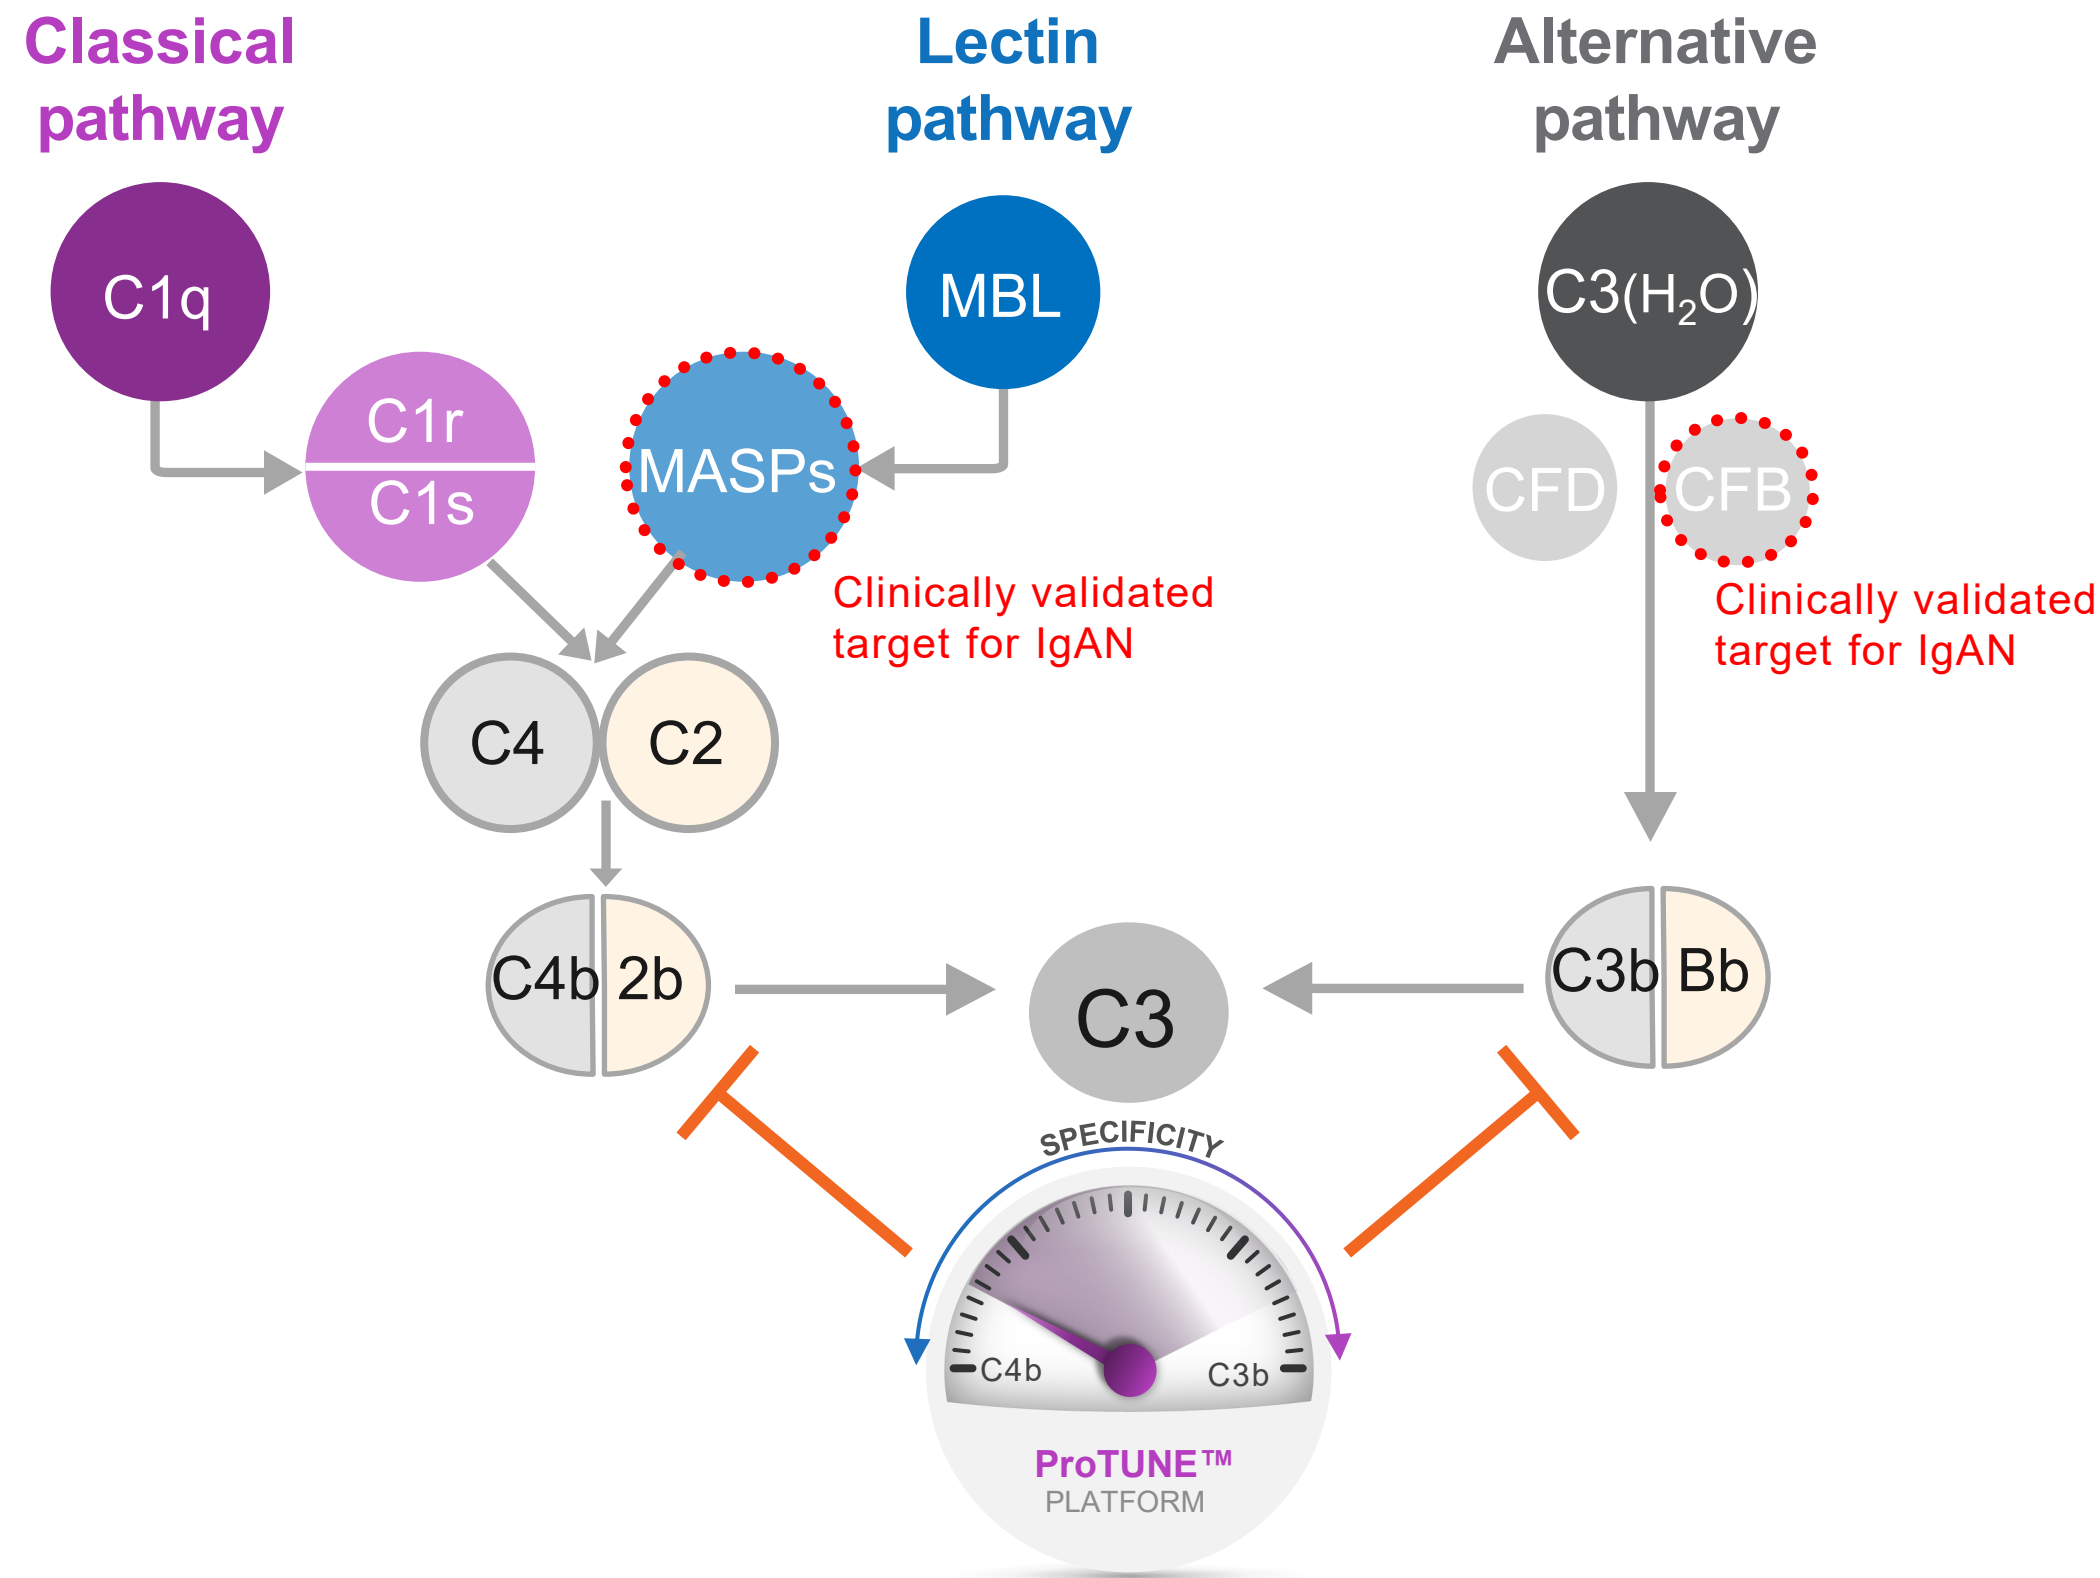 Classical
pathway
Lectin
pathway
Alternative
pathway
C1q
MBL
C3(H₂O)
C1r
C1s
MASPs
CFD
CFB
Clinically validated
target for IgAN
Clinically validated
target for IgAN
C4
C2
C4b
2b
C3
C3b
Bb
SPECIFICITY
C4b
C3b
ProTUNE™
PLATFORM